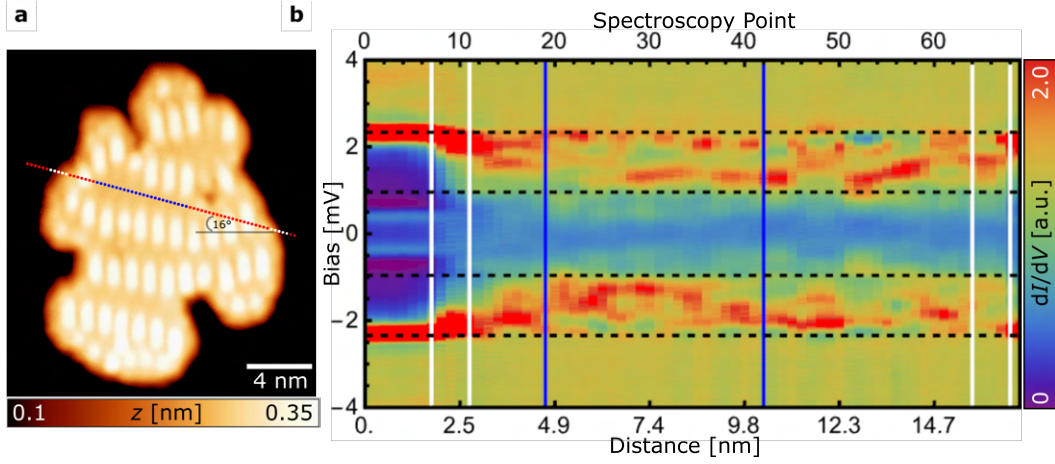 a
b
16°
4 nm
0.1 z [nm] 0.35
Spectroscopy Point
0 10 20 30 40 50 60
4
2
0
−2
−4
Bias [mV]
0. 2.5 4.9 7.4 9.8 12.3 14.7
Distance [nm]
2.0
dI/dV [a.u.]
0